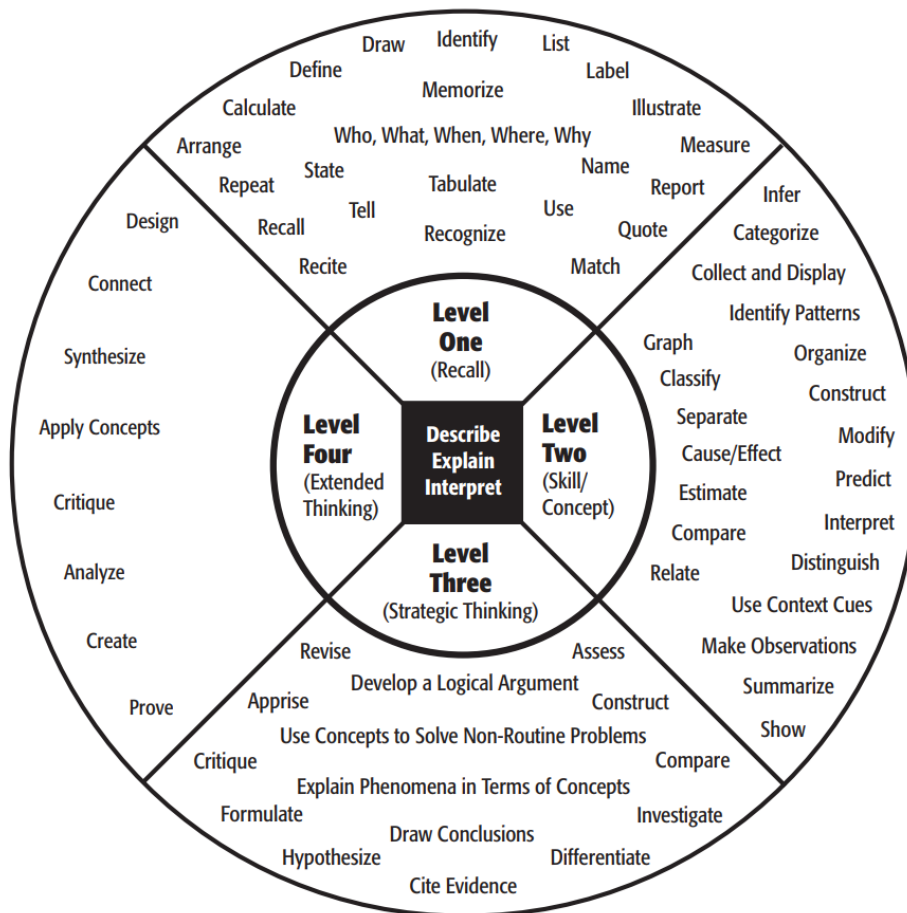 Draw
Identify
List
Define
Label
Memorize
Calculate
Illustrate
Who, What, When, Where, Why
Arrange
Measure
State
Name
Repeat
Tabulate
Report
Tell
Use
Recall
Recognize
Quote
Recite
Match
Level
One
(Recall)
Infer
Categorize
Collect and Display
Identify Patterns
Graph
Organize
Classify
Construct
Separate
Modify
Cause/Effect
Predict
Estimate
Interpret
Compare
Distinguish
Relate
Use Context Cues
Make Observations
Summarize
Show
Level
Two
(Skill/
Concept)
Describe
Explain
Interpret
Level
Three
(Strategic Thinking)
Revise
Assess
Develop a Logical Argument
Apprise
Construct
Use Concepts to Solve Non-Routine Problems
Critique
Compare
Explain Phenomena in Terms of Concepts
Formulate
Investigate
Draw Conclusions
Hypothesize
Differentiate
Cite Evidence
Level
Four
(Extended
Thinking)
Design
Connect
Synthesize
Apply Concepts
Critique
Analyze
Create
Prove